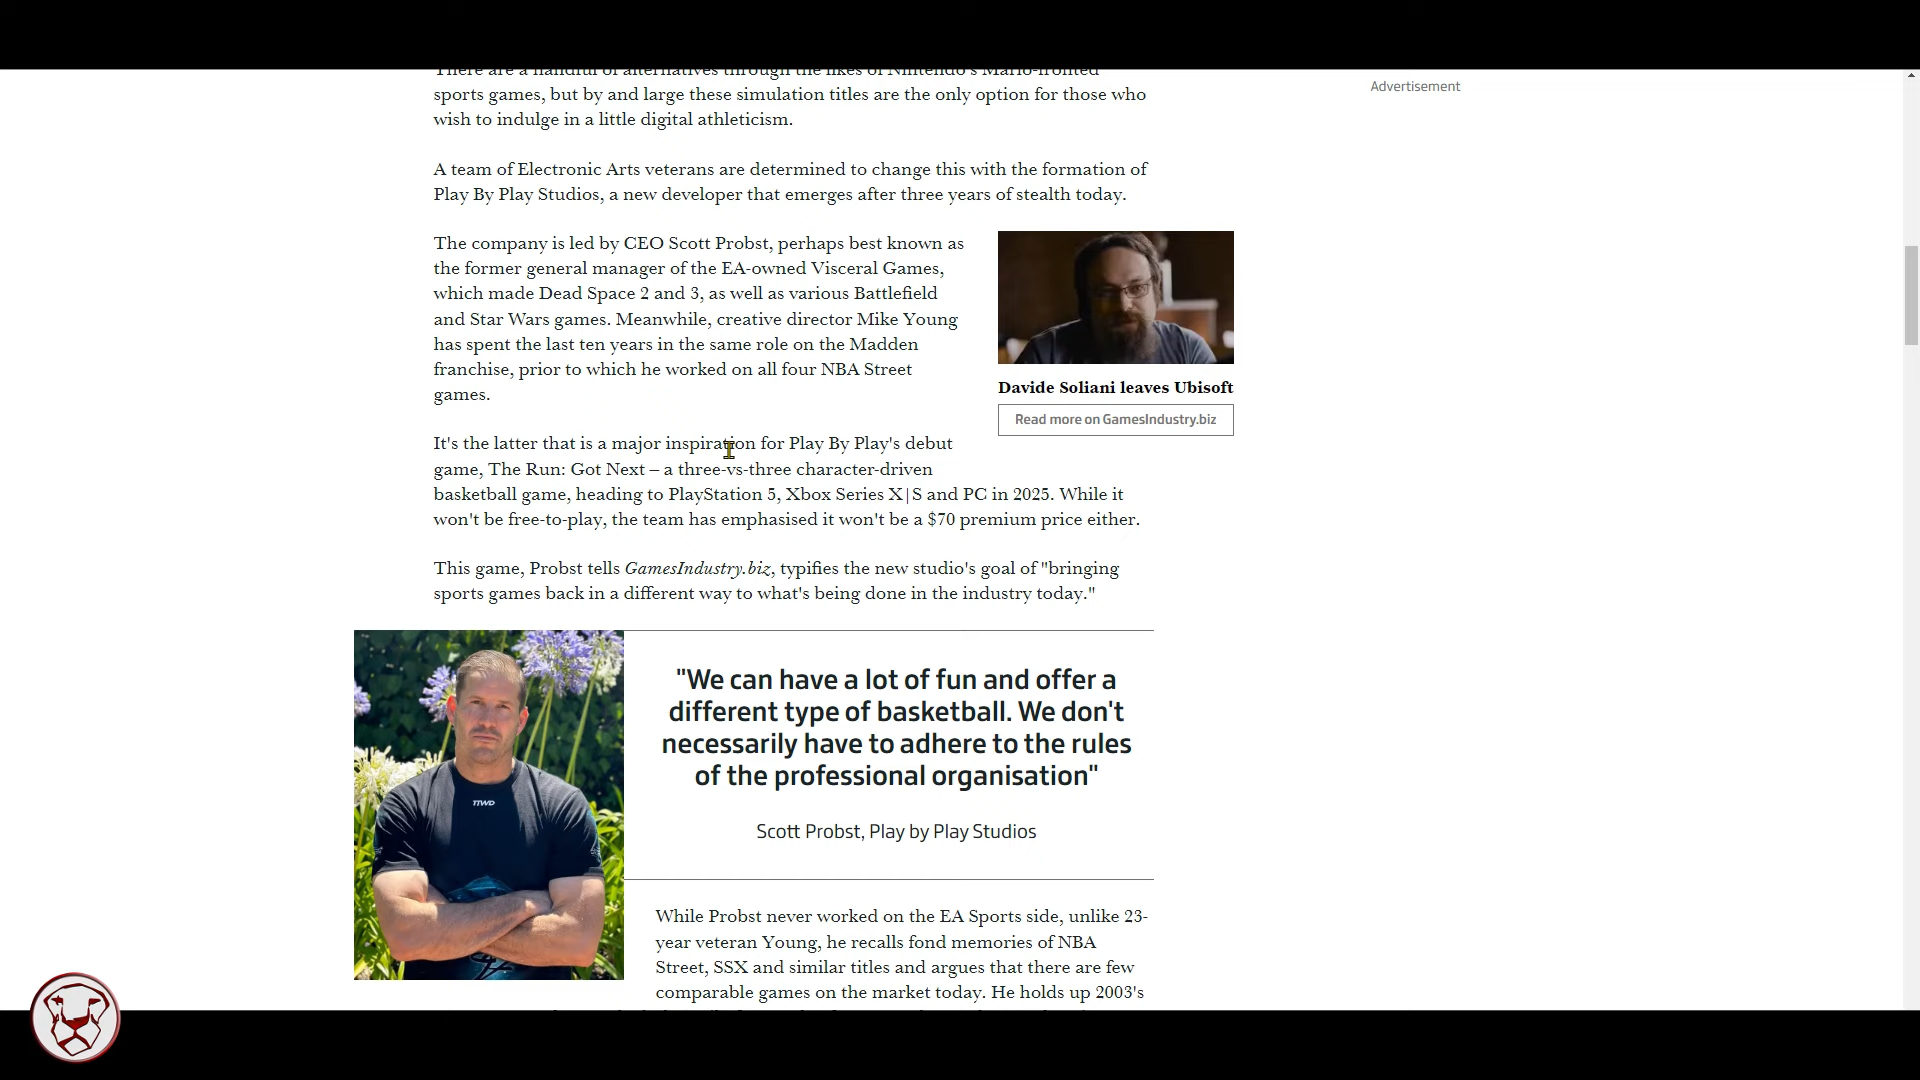 There are a handful of alternatives through the likes of Nintendo's Mario-fronted
sports games, but by and large these simulation titles are the only option for those who
wish to indulge in a little digital athleticism.
Advertisement
A team of Electronic Arts veterans are determined to change this with the formation of
Play By Play Studios, a new developer that emerges after three years of stealth today.
The company is led by CEO Scott Probst, perhaps best known as
the former general manager of the EA-owned Visceral Games,
which made Dead Space 2 and 3, as well as various Battlefield
and Star Wars games. Meanwhile, creative director Mike Young
has spent the last ten years in the same role on the Madden
franchise, prior to which he worked on all four NBA Street
games.
Davide Soliani leaves Ubisoft
Read more on GamesIndustry.biz
It's the latter that is a major inspiration for Play By Play's debut
game, The Run: Got Next – a three-vs-three character-driven
basketball game, heading to PlayStation 5, Xbox Series X|S and PC in 2025. While it
won't be free-to-play, the team has emphasised it won't be a $70 premium price either.
This game, Probst tells GamesIndustry.biz, typifies the new studio's goal of "bringing
sports games back in a different way to what's being done in the industry today."
TTWD
"We can have a lot of fun and offer a
different type of basketball. We don't
necessarily have to adhere to the rules
of the professional organisation"
Scott Probst, Play by Play Studios
While Probst never worked on the EA Sports side, unlike 23-
year veteran Young, he recalls fond memories of NBA
Street, SSX and similar titles and argues that there are few
comparable games on the market today. He holds up 2003's